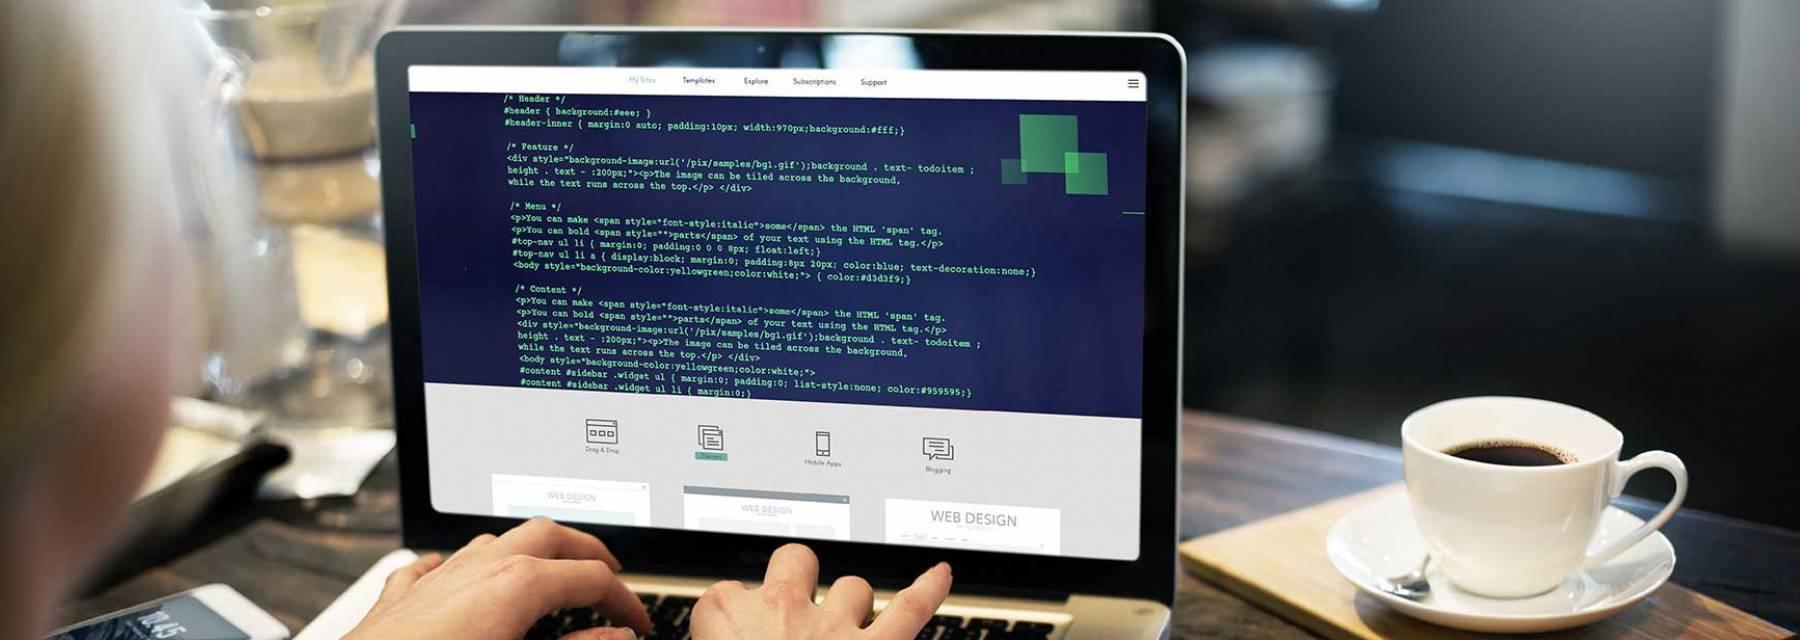 My Sites Templates Explore Subscriptions Support
/* Header */
#header { background:#eee; }
#header-inner { margin:0 auto; padding:10px; width:970px;background:#fff;}
/* Feature */
<div style="background-image:url('/pix/samples/bg1.gif');background . text- todoitem ;
height . text - :200px;"><p>The image can be tiled across the background,
while the text runs across the top.</p> </div>
/* Menu */
<p>You can make <span style="font-style:italic">some</span> the HTML 'span' tag.
<p>You can bold <span style="">parts</span> of your text using the HTML tag.</p>
#top-nav ul li { margin:0; padding:0 0 0 8px; float:left;}
#top-nav ul li a { display:block; margin:0; padding:8px 20px; color:blue; text-decoration:none;}
<body style="background-color:yellowgreen;color:white;"> { color:#d3d3f9;}
/* Content */
<p>You can make <span style="font-style:italic">some</span> the HTML 'span' tag.
<p>You can bold <span style="">parts</span> of your text using the HTML tag.</p>
<div style="background-image:url('/pix/samples/bg1.gif');background . text- todoitem ;
height . text - :200px;"><p>The image can be tiled across the background,
while the text runs across the top.</p> </div>
<body style="background-color:yellowgreen;color:white;">
#content #sidebar .widget ul { margin:0; padding:0; list-style:none; color:#959595;}
#content #sidebar .widget ul li { margin:0;}
Drag & Drop Themes Mobile Apps Blogging
WEB DESIGN WEB DESIGN WEB DESIGN
10:45